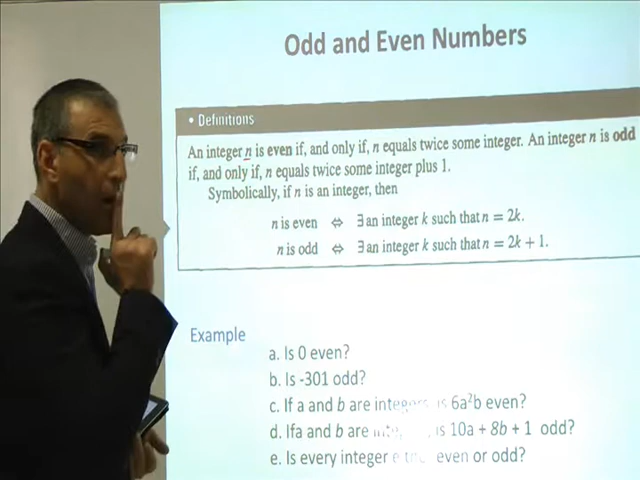 Odd and Even Numbers
• Definitions
An integer n is even if, and only if, n equals twice some integer. An integer n is odd
if, and only if, n equals twice some integer plus 1.
Symbolically, if n is an integer, then
n is even ⇔ ∃ an integer k such that n = 2k.
n is odd ⇔ ∃ an integer k such that n = 2k + 1.
Example
a. Is 0 even?
b. Is -301 odd?
c. If a and b are integers, is 6a²b even?
d. Ifa and b are is 10a + 8b + 1 odd?
e. Is every integer even or odd?